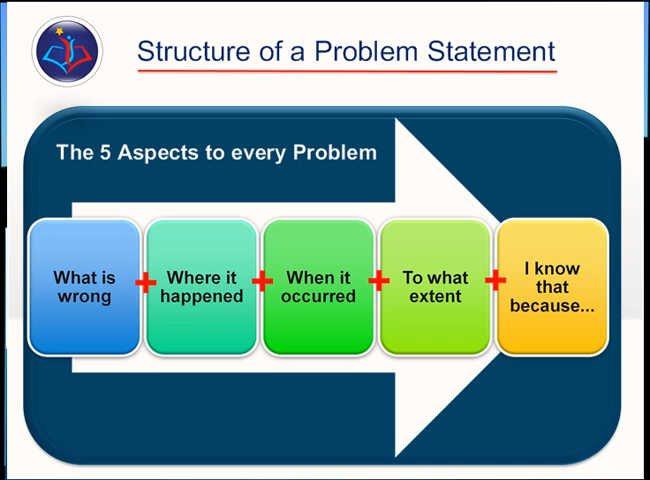 Structure of a Problem Statement
The 5 Aspects to every Problem
What is
wrong
+
Where it
happened
+
When it
occurred
+
To what
extent
+
I know
that
because...